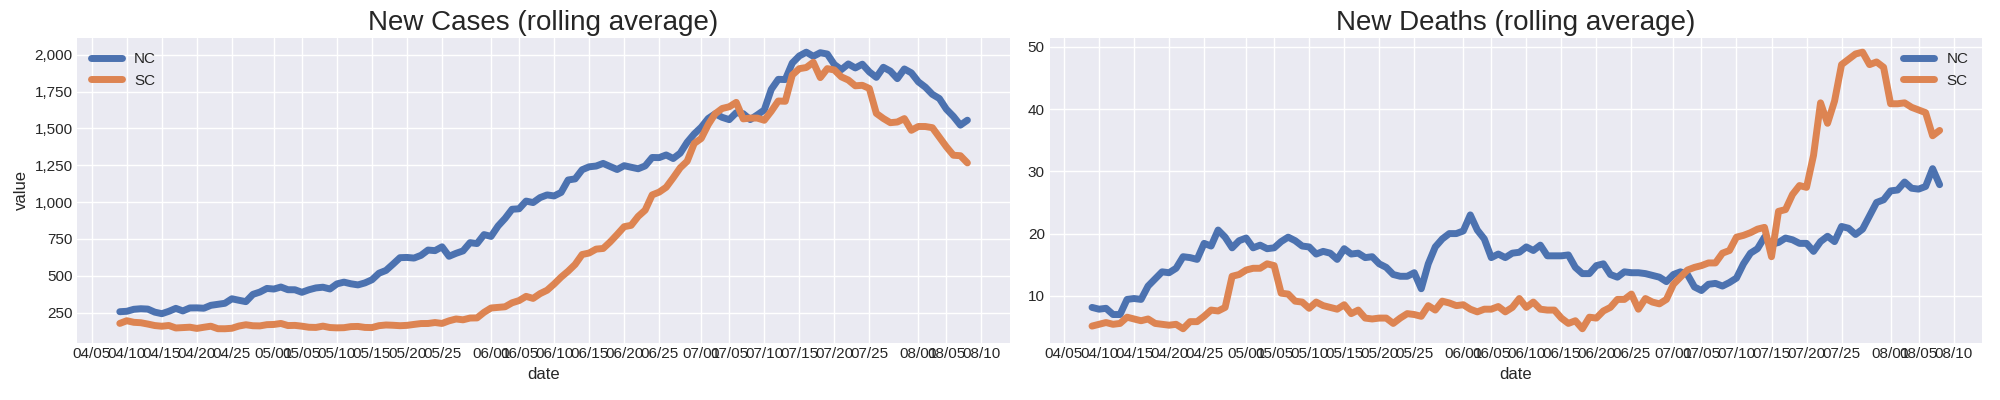 New Cases (rolling average)
NC
SC
2,000
1,750
1,500
1,250
1,000
750
500
250
value
04/05 04/10 04/15 04/20 04/25 05/01 05/05 05/10 05/15 05/20 05/25 06/01 06/05 06/10 06/15 06/20 06/25 07/01 07/05 07/10 07/15 07/20 07/25 08/01 08/05 08/10
date
New Deaths (rolling average)
NC
SC
50
40
30
20
10
04/05 04/10 04/15 04/20 04/25 05/01 05/05 05/10 05/15 05/20 05/25 06/01 06/05 06/10 06/15 06/20 06/25 07/01 07/05 07/10 07/15 07/20 07/25 08/01 08/05 08/10
date